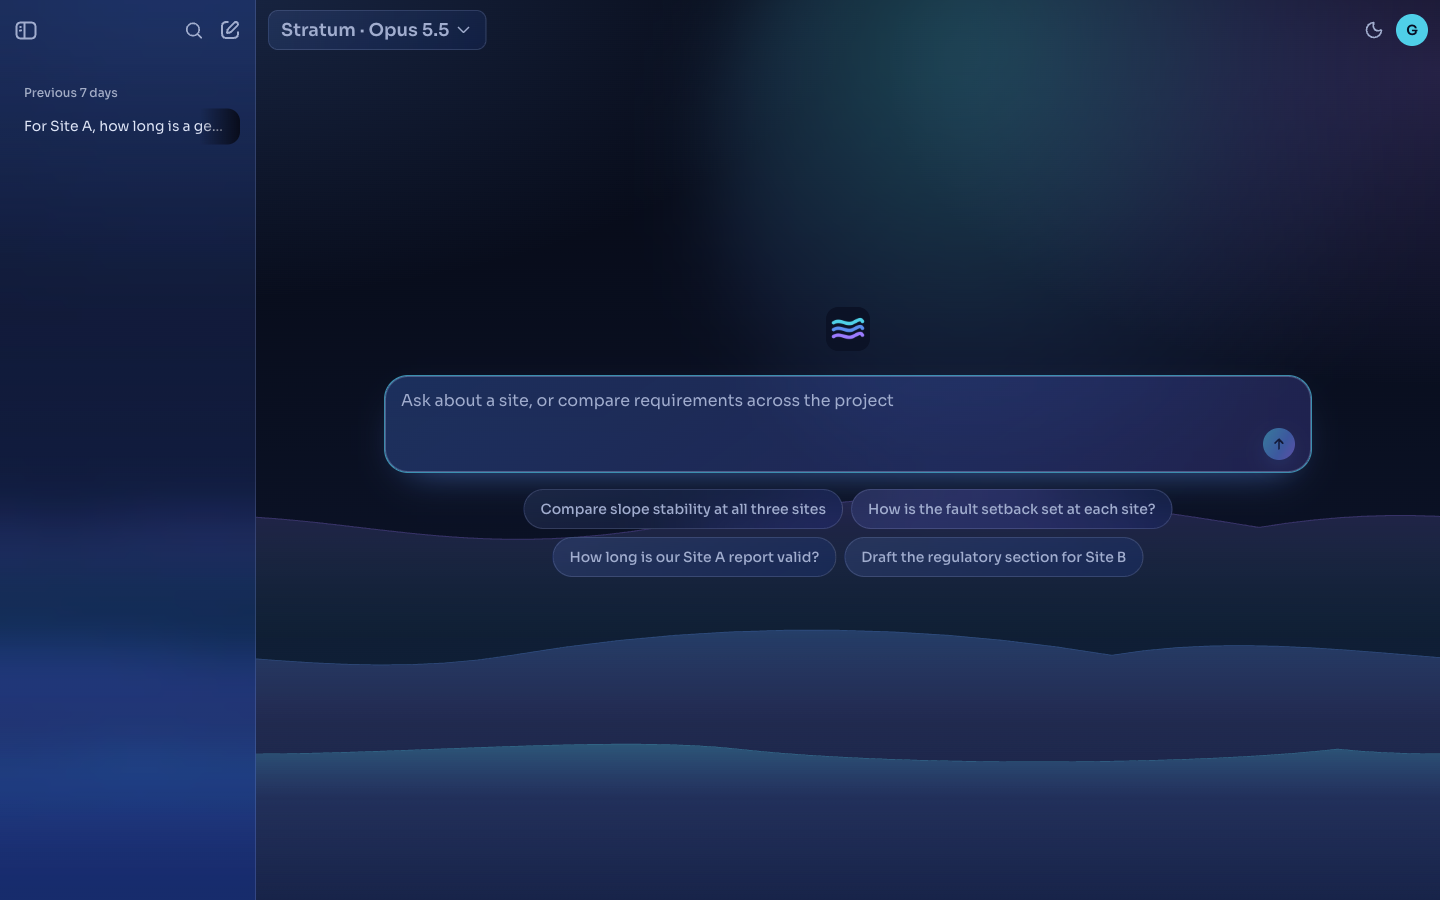 Stratum · Opus 5.5
G
Previous 7 days
For Site A, how long is a ge...
Ask about a site, or compare requirements across the project
Compare slope stability at all three sites
How is the fault setback set at each site?
How long is our Site A report valid?
Draft the regulatory section for Site B